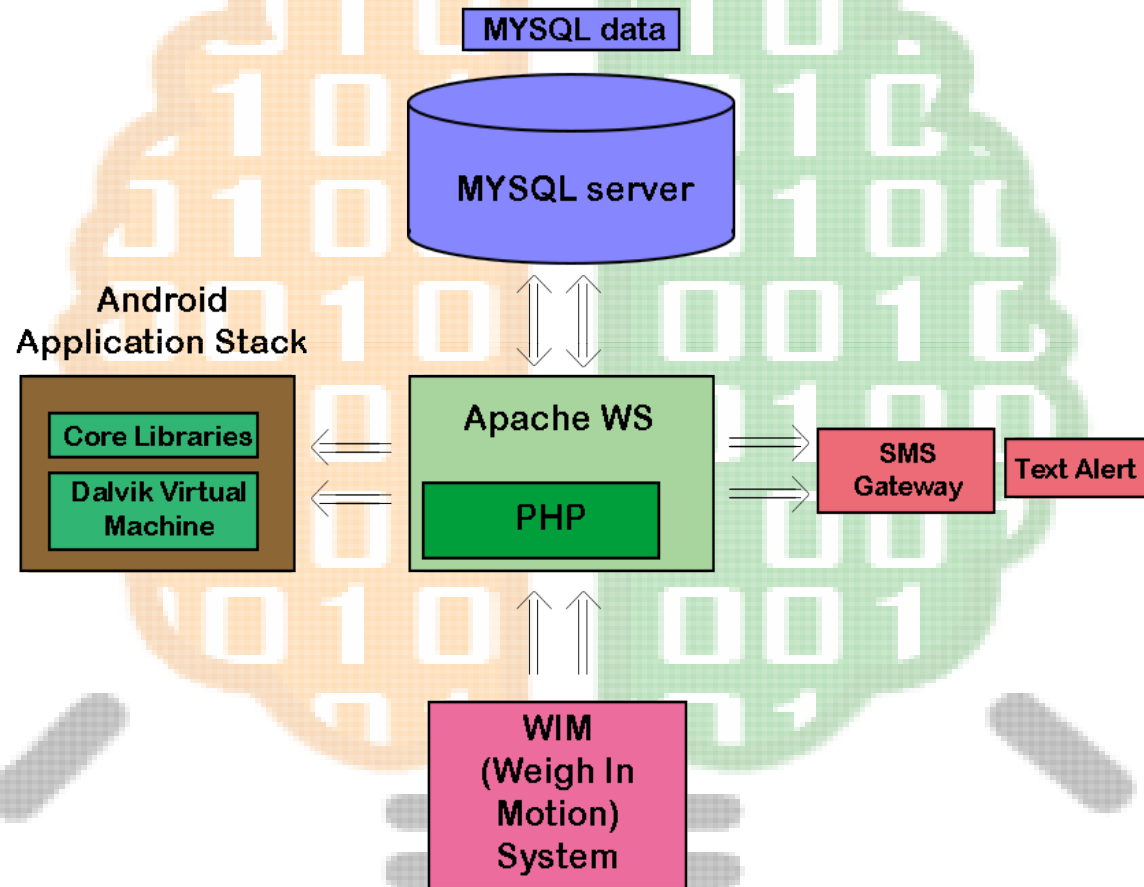 MYSQL data
MYSQL server
Android
Application Stack
Core Libraries
Dalvik Virtual
Machine
Apache WS
PHP
SMS
Gateway
Text Alert
WIM
(Weigh In
Motion)
System